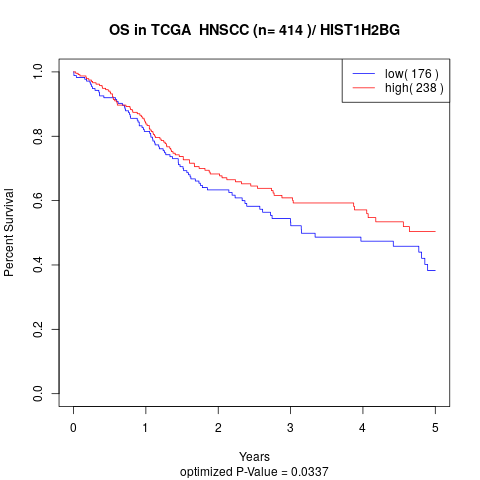 OS in TCGA  HNSCC (n= 414 )/ HIST1H2BG
low( 176 )
high( 238 )
Percent Survival
1.0
0.8
0.6
0.4
0.2
0.0
0 1 2 3 4 5
Years
optimized P-Value = 0.0337